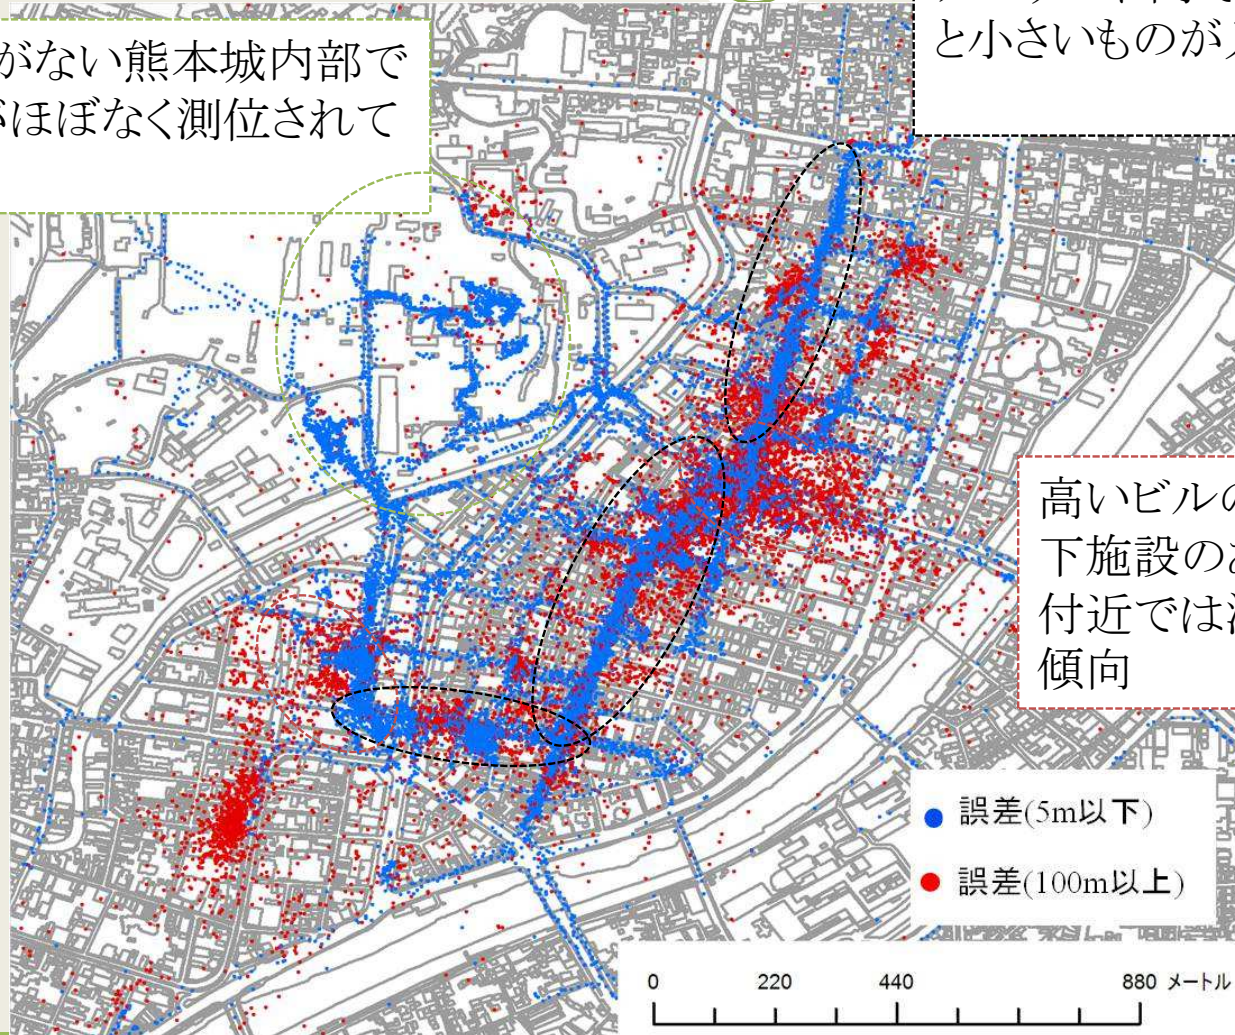 がない熊本城内部で
がほぼなく測位されて
と小さいものが
高いビルの
下施設のあ
付近では
傾向
誤差(5m以下)
誤差(100m以上)
0 220 440 880 メートル